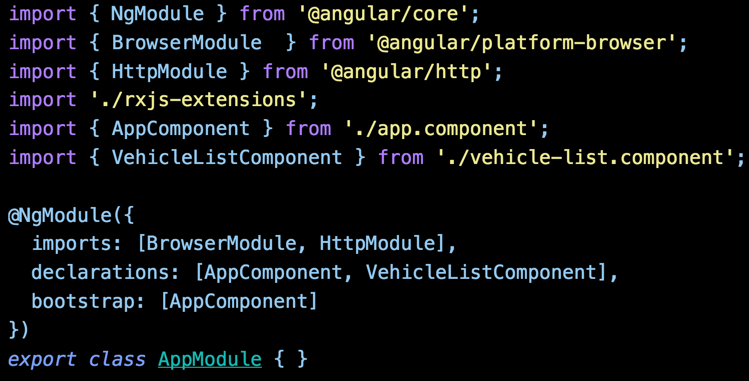 import { NgModule } from '@angular/core';
import { BrowserModule  } from '@angular/platform-browser';
import { HttpModule } from '@angular/http';
import './rxjs-extensions';
import { AppComponent } from './app.component';
import { VehicleListComponent } from './vehicle-list.component';
@NgModule({
  imports: [BrowserModule, HttpModule],
  declarations: [AppComponent, VehicleListComponent],
  bootstrap: [AppComponent]
})
export class AppModule { }